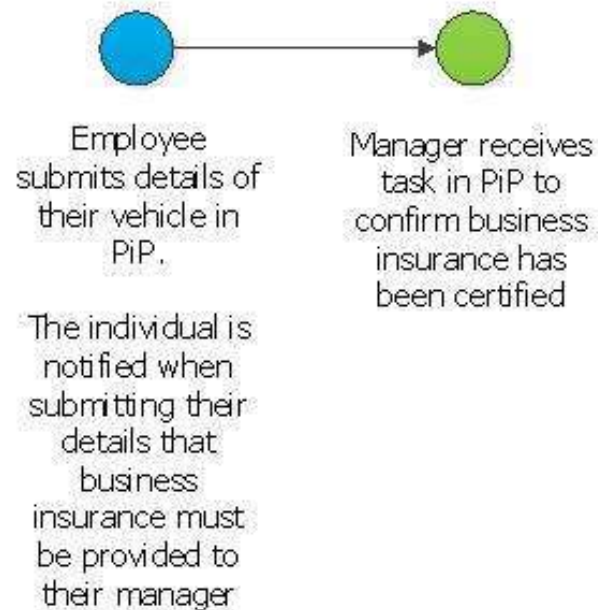 Employee
submits details of
their vehicle in
PiP.
The individual is
notified when
submitting their
details that
business
insurance must
be provided to
their manager
Manager receives
task in PiP to
confirm business
insurance has
been certified